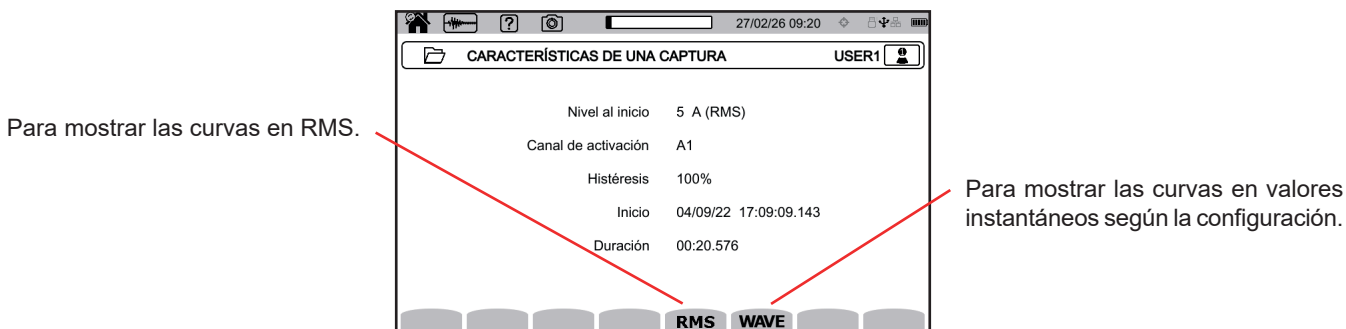 27/02/26 09:20
CARACTERÍSTICAS DE UNA CAPTURA USER1
Nivel al inicio 5 A (RMS)
Para mostrar las curvas en RMS.
Canal de activación A1
Histéresis 100%
Para mostrar las curvas en valores
instantáneos según la configuración.
Inicio 04/09/22 17:09:09.143
Duración 00:20.576
RMS WAVE